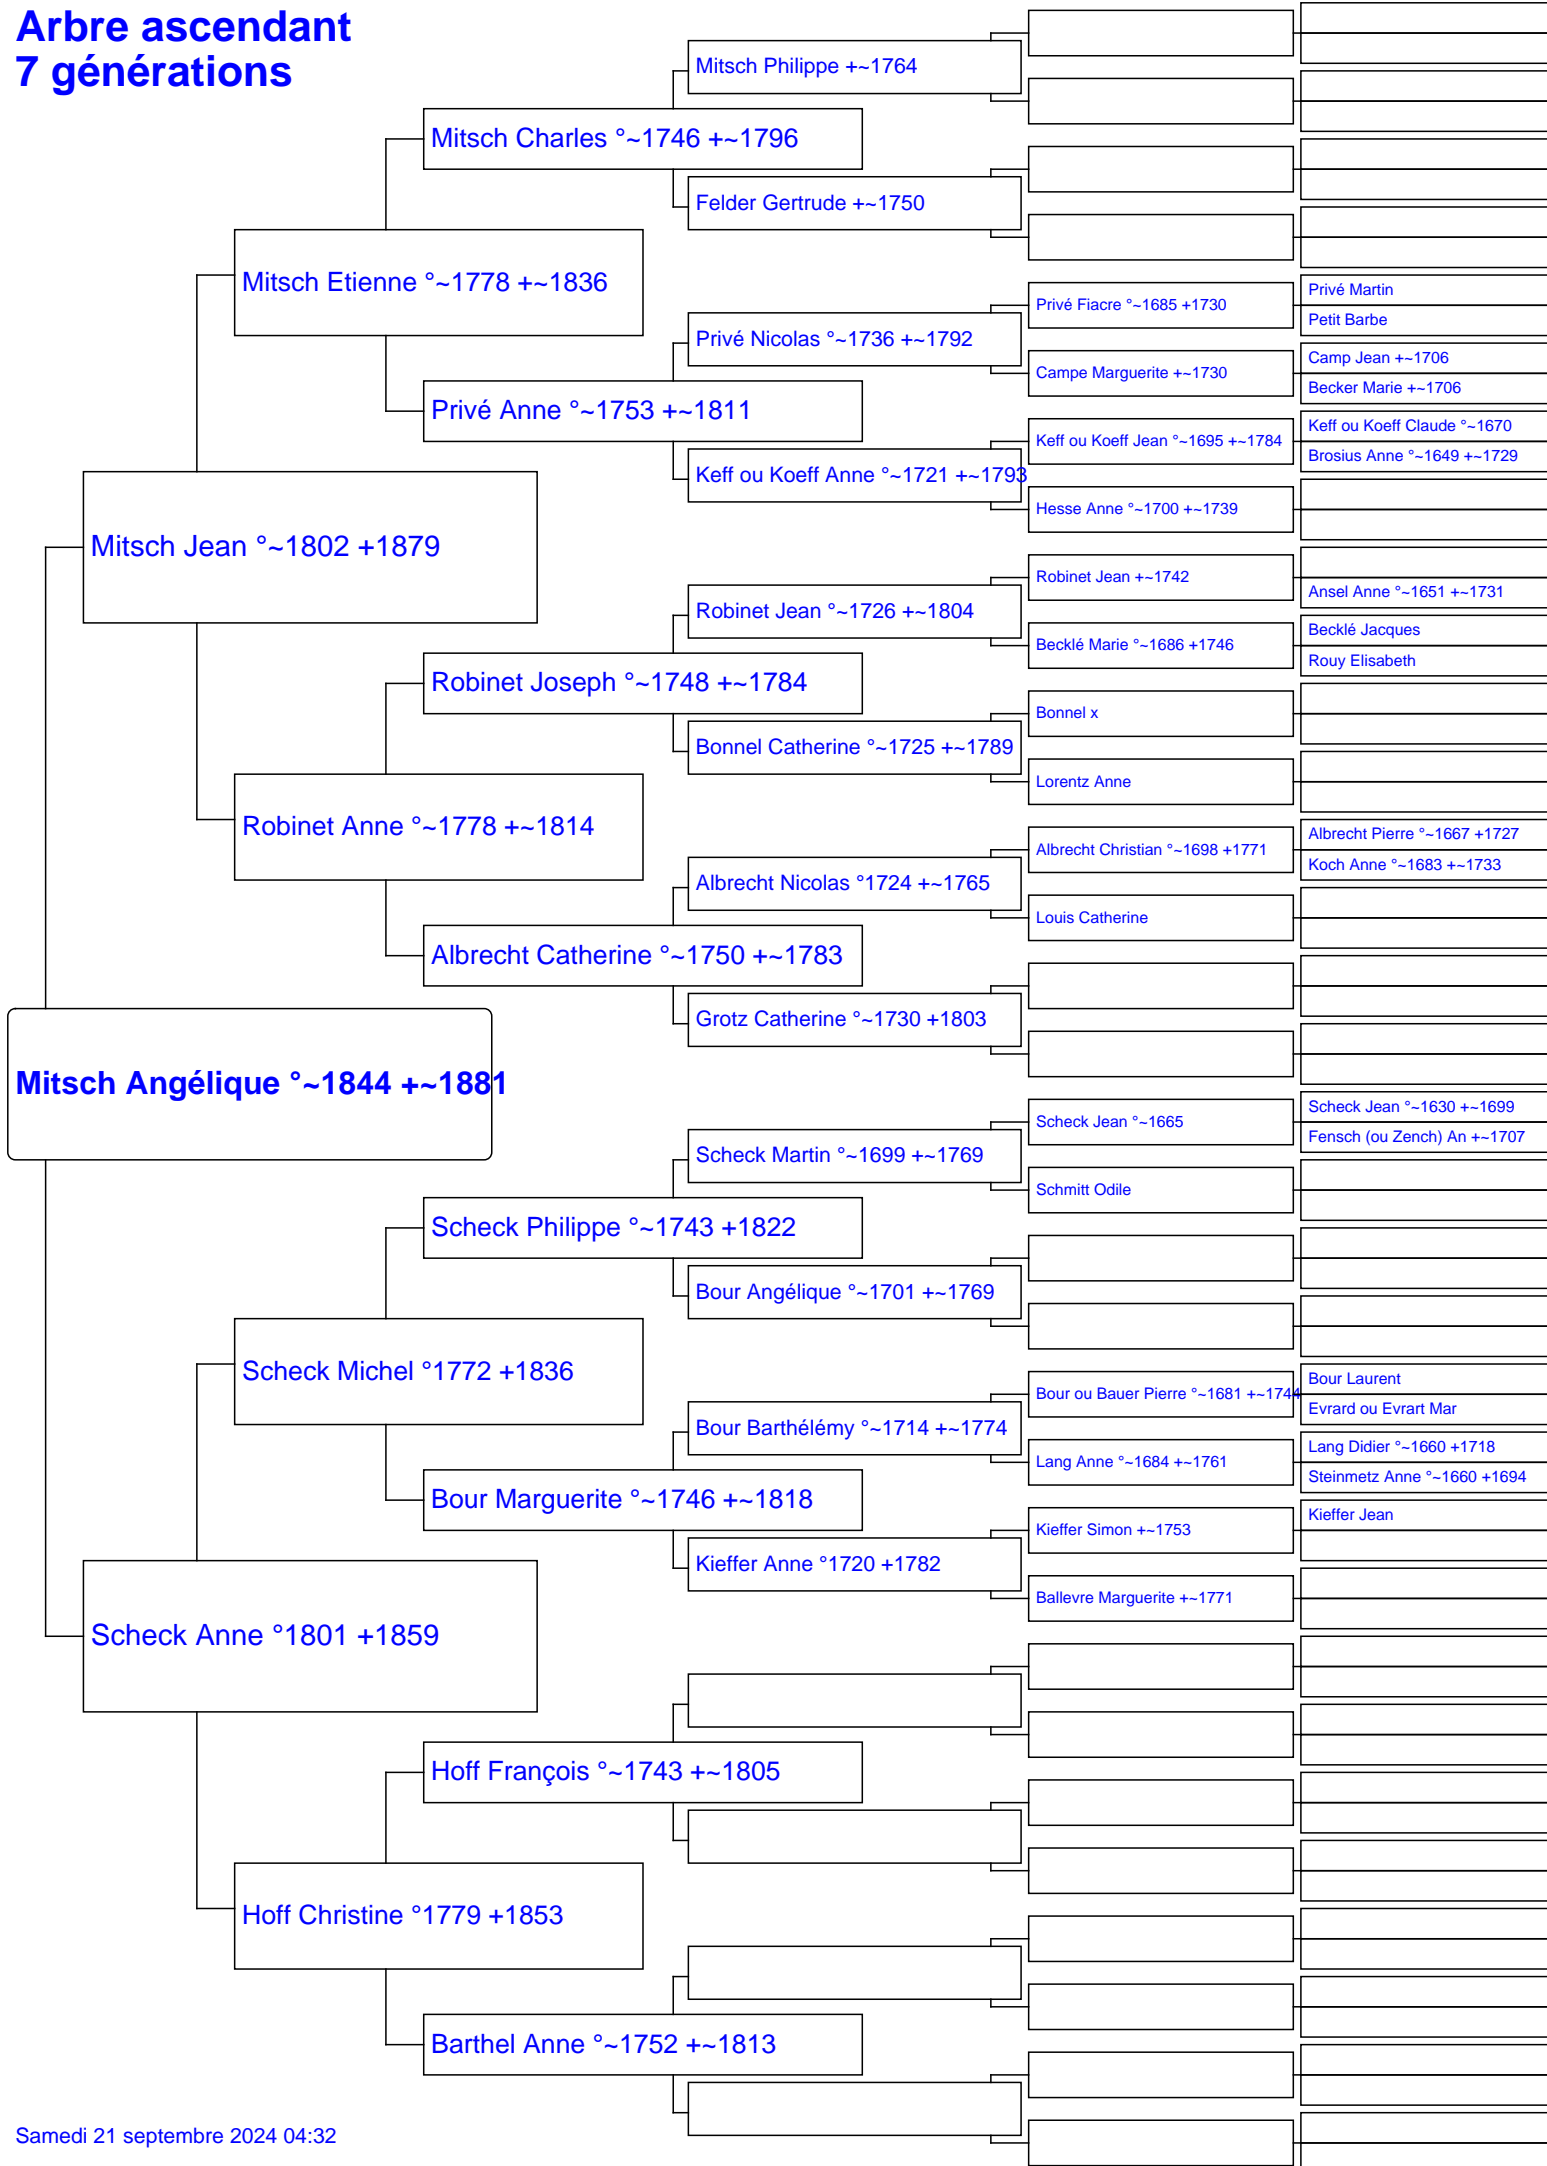 Arbre ascendant
7 générations
Mitsch Philippe +~1764
Mitsch Charles °~1746 +~1796
Felder Gertrude +~1750
Mitsch Etienne °~1778 +~1836
Privé Martin
Privé Fiacre °~1685 +1730
Petit Barbe
Privé Nicolas °~1736 +~1792
Camp Jean +~1706
Campe Marguerite +~1730
Becker Marie +~1706
Privé Anne °~1753 +~1811
Keff ou Koeff Claude °~1670
Keff ou Koeff Jean °~1695 +~1784
Brosius Anne °~1649 +~1729
Keff ou Koeff Anne °~1721 +~1793
Hesse Anne °~1700 +~1739
Mitsch Jean °~1802 +1879
Robinet Jean +~1742
Ansel Anne °~1651 +~1731
Robinet Jean °~1726 +~1804
Becklé Jacques
Becklé Marie °~1686 +1746
Rouy Elisabeth
Robinet Joseph °~1748 +~1784
Bonnel x
Bonnel Catherine °~1725 +~1789
Lorentz Anne
Robinet Anne °~1778 +~1814
Albrecht Pierre °~1667 +1727
Albrecht Christian °~1698 +1771
Koch Anne °~1683 +~1733
Albrecht Nicolas °1724 +~1765
Louis Catherine
Albrecht Catherine °~1750 +~1783
Grotz Catherine °~1730 +1803
Mitsch Angélique °~1844 +~1881
Scheck Jean °~1630 +~1699
Scheck Jean °~1665
Fensch (ou Zench) An +~1707
Scheck Martin °~1699 +~1769
Schmitt Odile
Scheck Philippe °~1743 +1822
Bour Angélique °~1701 +~1769
Scheck Michel °1772 +1836
Bour Laurent
Bour ou Bauer Pierre °~1681 +~1744
Evrard ou Evrart Mar
Bour Barthélémy °~1714 +~1774
Lang Didier °~1660 +1718
Lang Anne °~1684 +~1761
Steinmetz Anne °~1660 +1694
Bour Marguerite °~1746 +~1818
Kieffer Jean
Kieffer Simon +~1753
Kieffer Anne °1720 +1782
Ballevre Marguerite +~1771
Scheck Anne °1801 +1859
Hoff François °~1743 +~1805
Hoff Christine °1779 +1853
Barthel Anne °~1752 +~1813
Samedi 21 septembre 2024 04:32